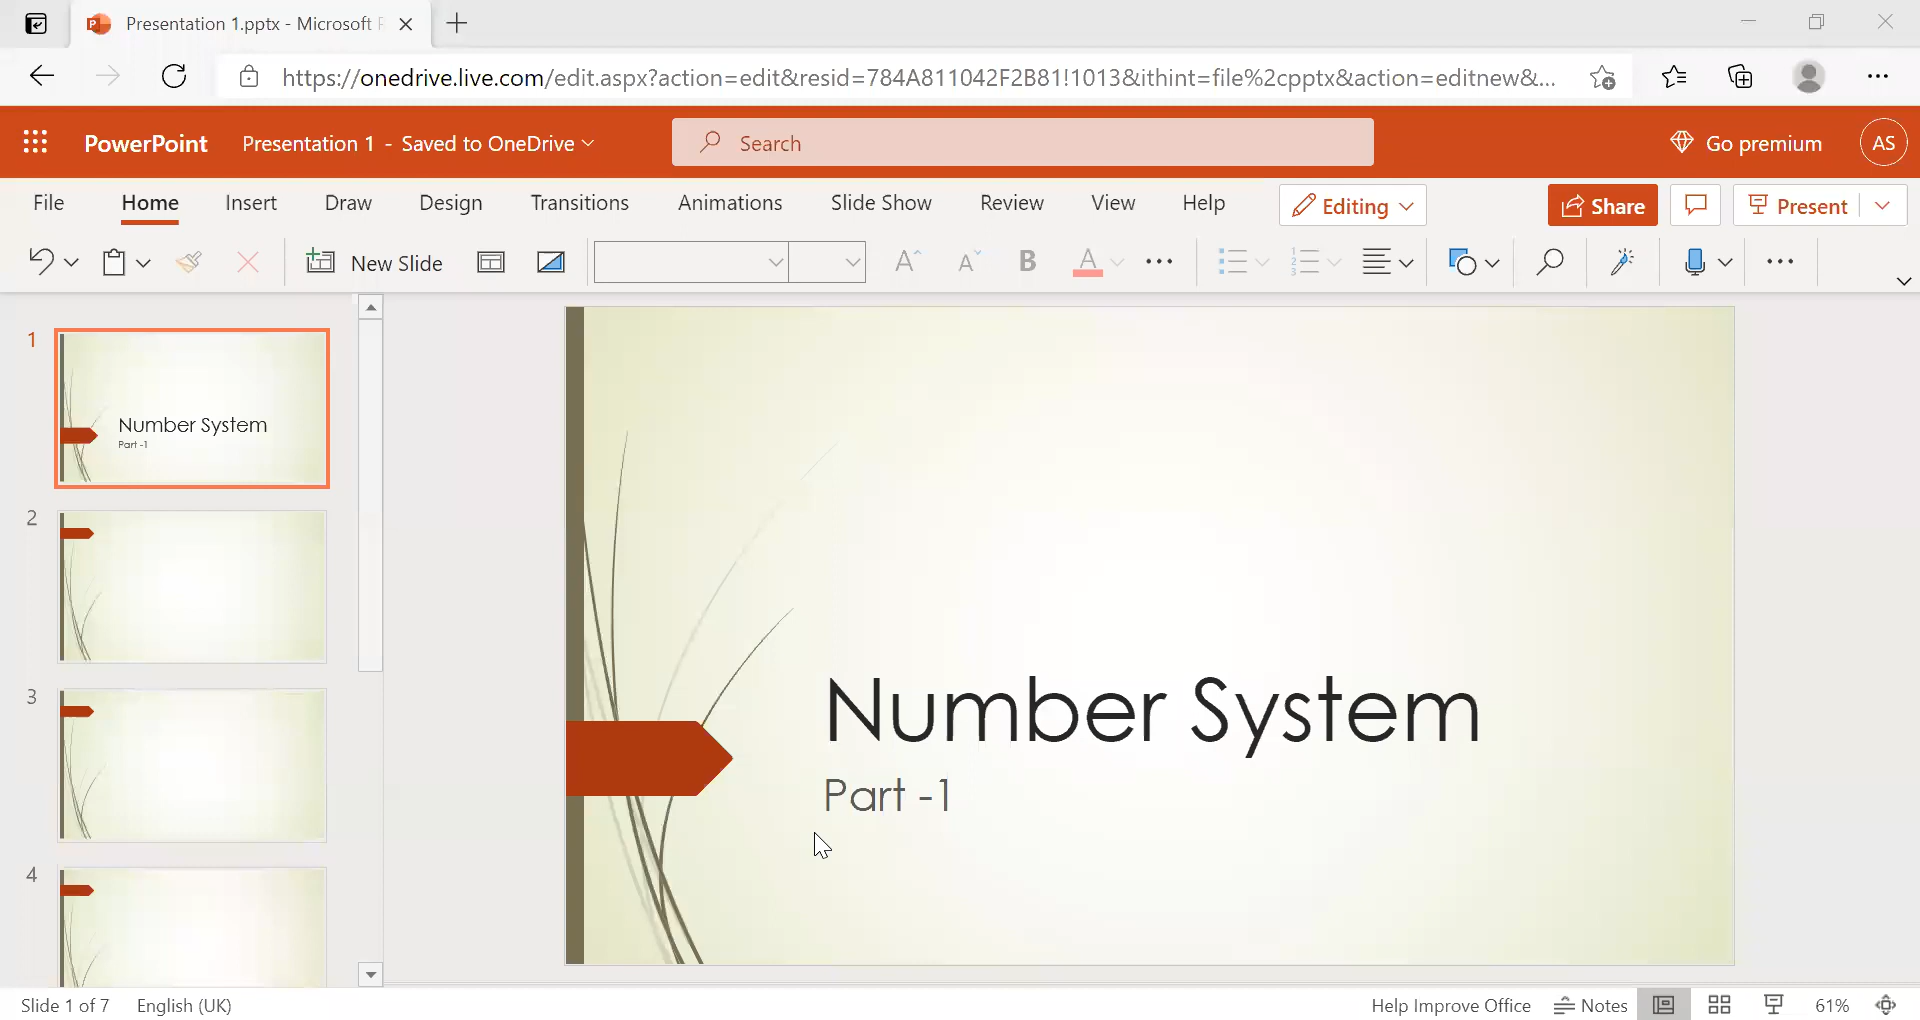 Presentation 1.pptx - Microsoft
https://onedrive.live.com/edit.aspx?action=edit&resid=784A811042F2B81!1013&ithint=file%2cpptx&action=editnew&...
PowerPoint Presentation 1 - Saved to OneDrive Search Go premium AS
File Home Insert Draw Design Transitions Animations Slide Show Review View Help Editing Share Present
New Slide A A B A
1
Number System
Part -1
2
3
4
Number System
Part -1
Slide 1 of 7 English (UK) Help Improve Office Notes 61%